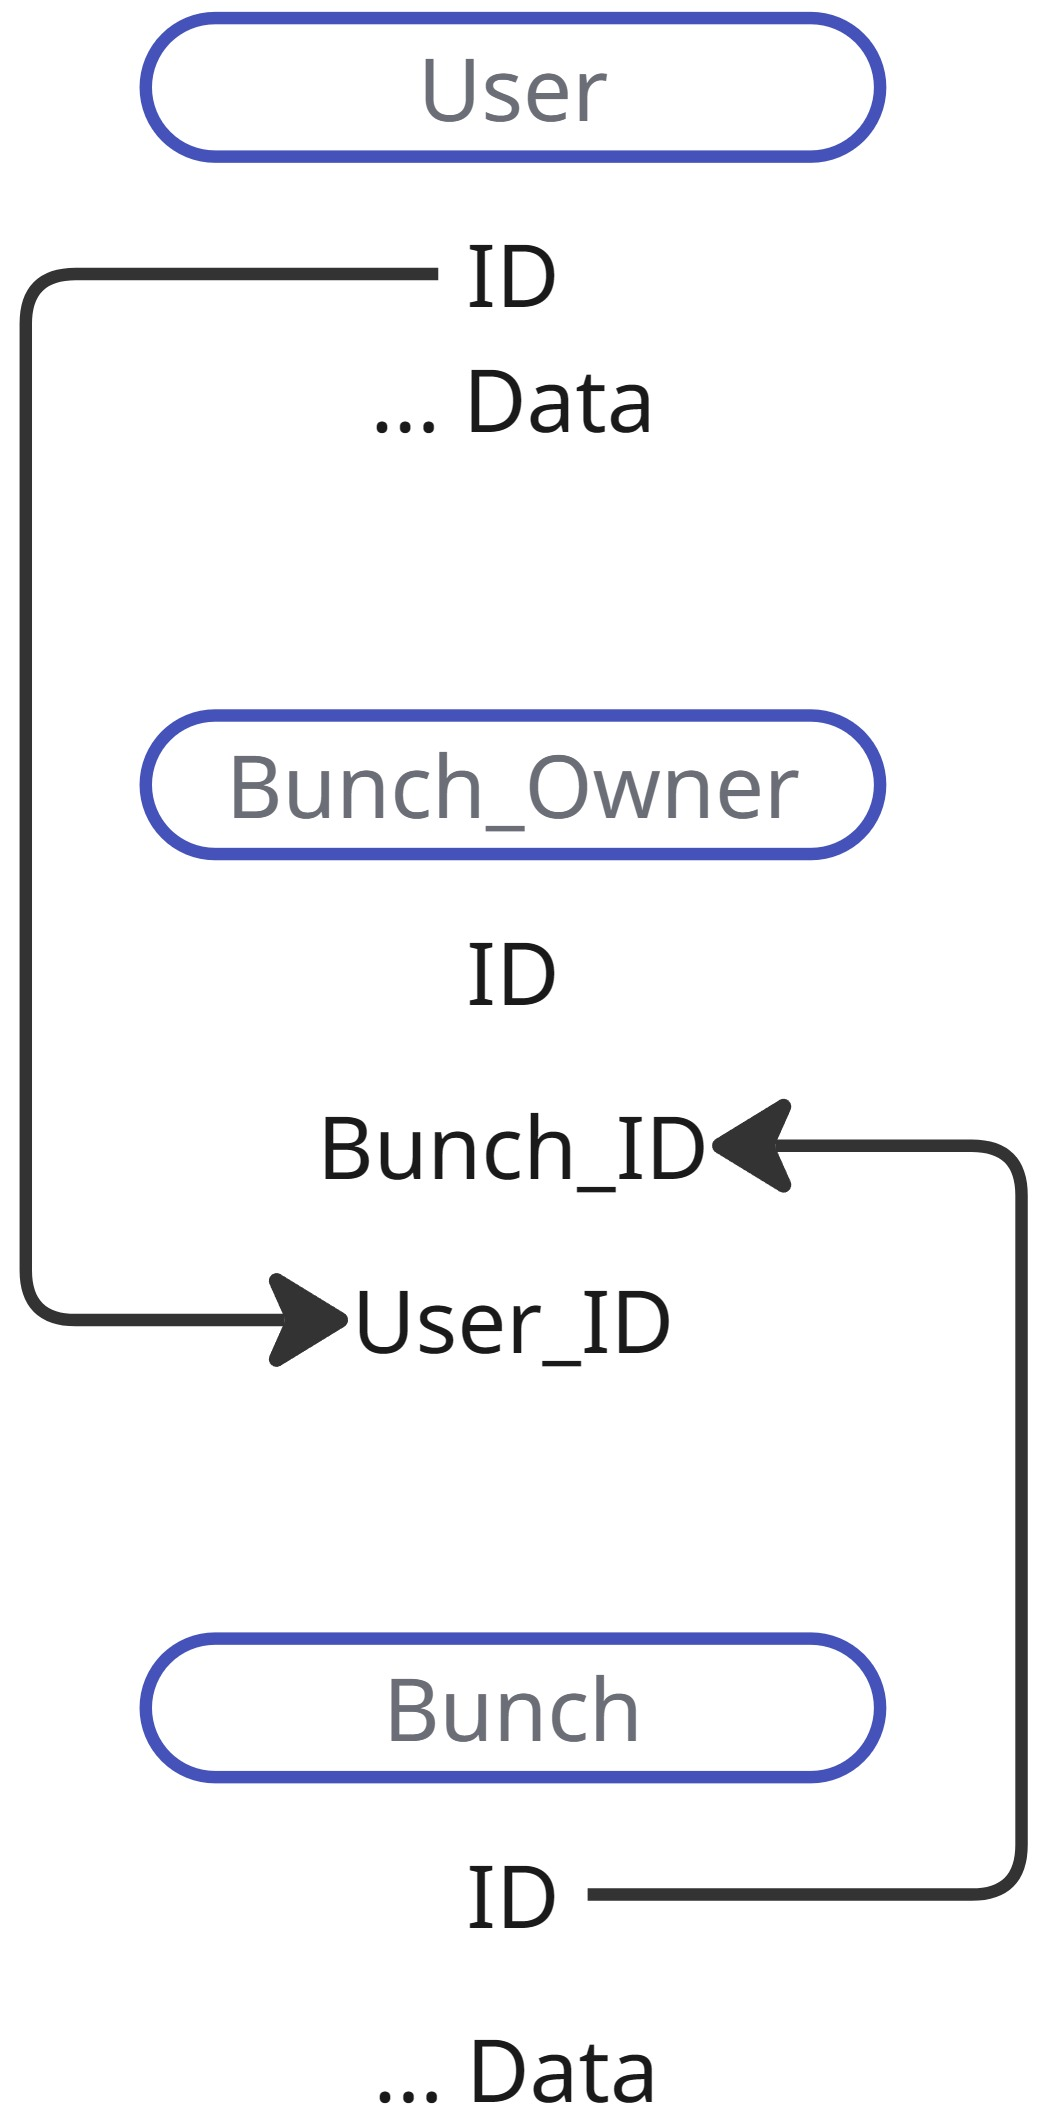 User
ID
... Data
Bunch_Owner
ID
Bunch_ID
User_ID
Bunch
ID
... Data